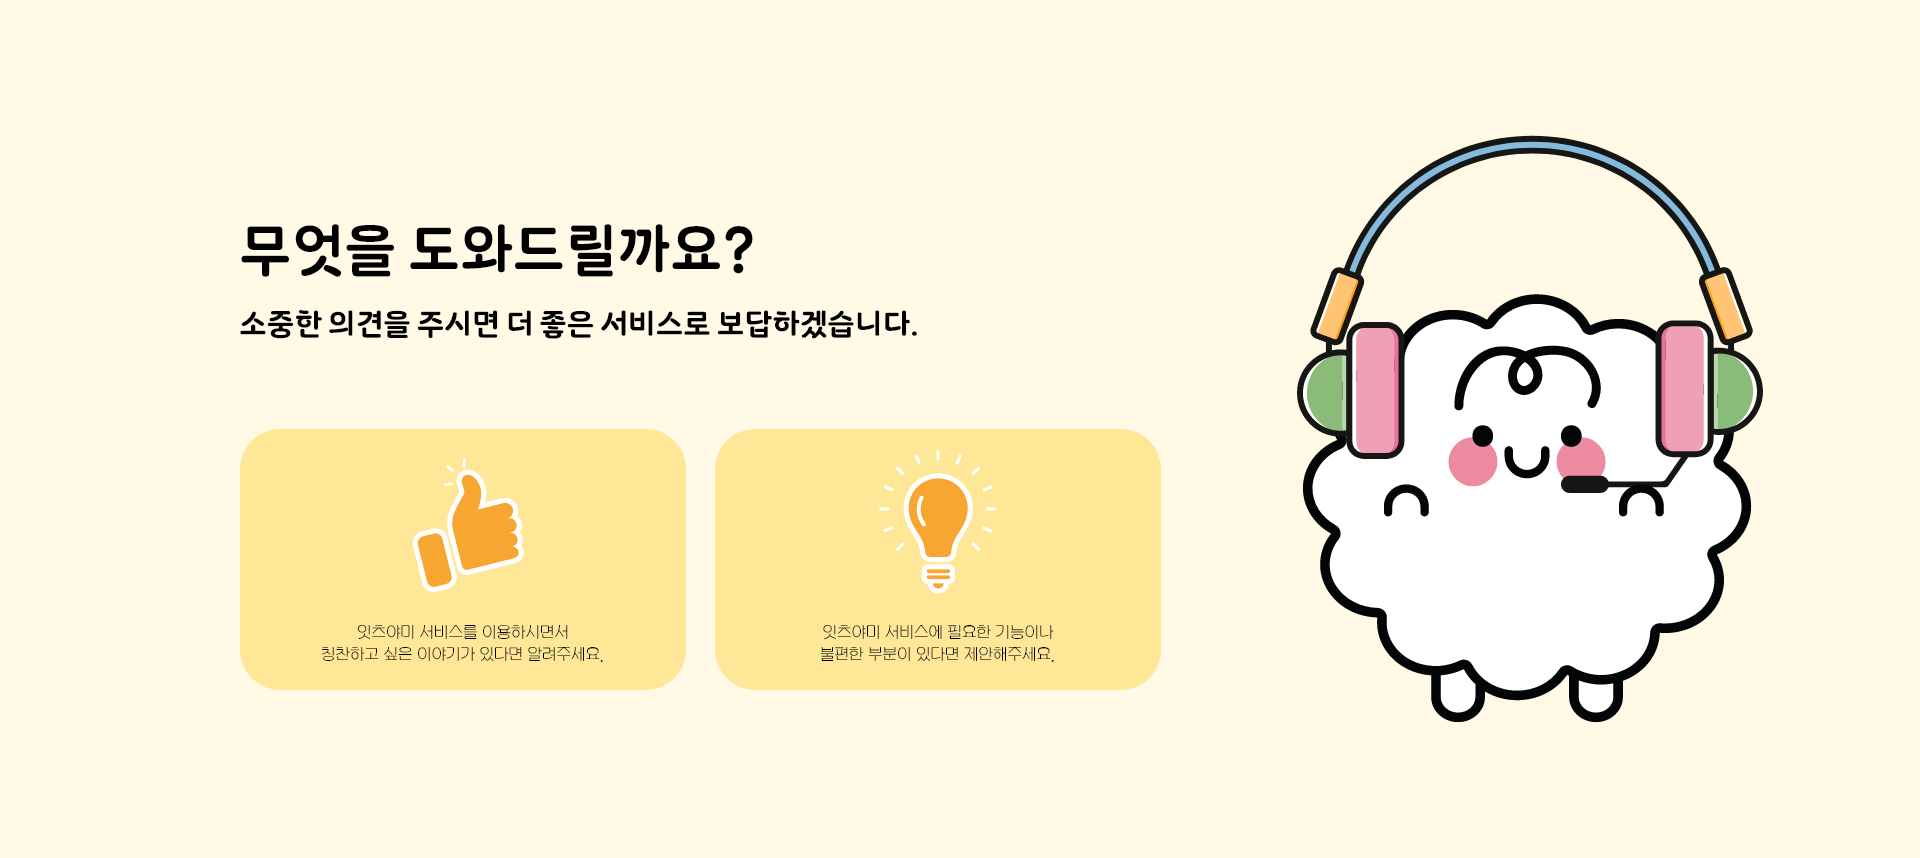 무엇을 도와드릴까요?
소중한 의견을 주시면 더 좋은 서비스로 보답하겠습니다.
잇츠야미 서비스를 이용하시면서
칭찬하고 싶은 이야기가 있다면 알려주세요.
잇츠야미 서비스에 필요한 기능이나
불편한 부분이 있다면 제안해주세요.